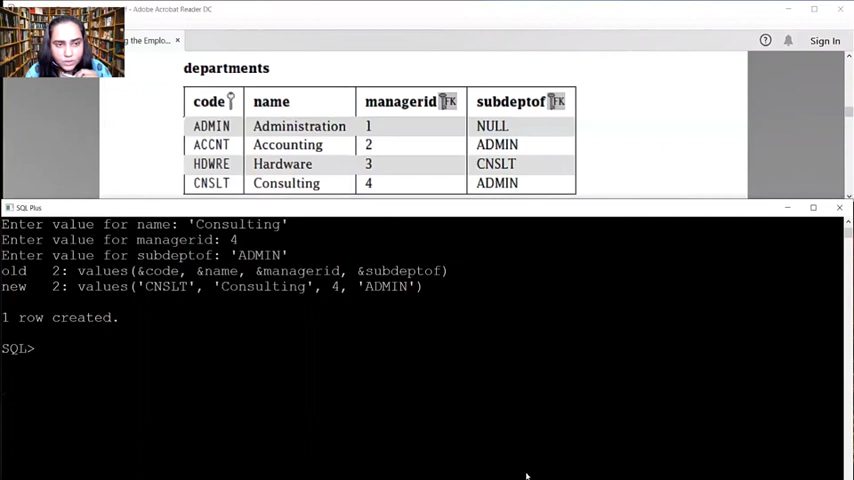 - Adobe Acrobat Reader DC
ng the Emplo...
Sign In
departments
code name managerid FK subdeptof FK
ADMIN Administration 1 NULL
ACCNT Accounting 2 ADMIN
HDWRE Hardware 3 CNSLT
CNSLT Consulting 4 ADMIN
SQL Plus
Enter value for name: 'Consulting'
Enter value for managerid: 4
Enter value for subdeptof: 'ADMIN'
old 2: values(&code, &name, &managerid, &subdeptof)
new 2: values('CNSLT', 'Consulting', 4, 'ADMIN')
1 row created.
SQL>